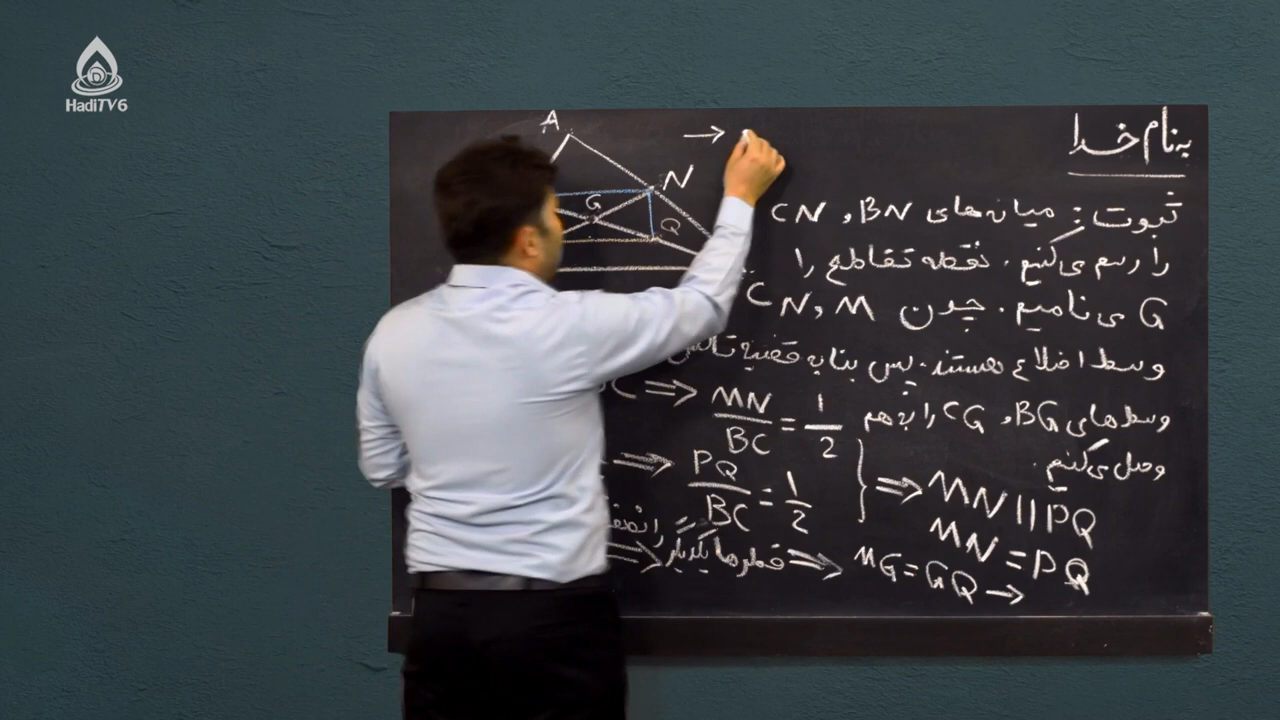 HadiTV6
به نام خدا
A
N
G
Q
→
ثبوت: میانه های BN و CN
را رسم می کنیم. نقطه تقاطع را
G می نامیم. چون M و N
وسط اضلاع هستند. پس بنا به قضیه
C ⇒ MN/BC = 1/2
وسط های BG و CG را به هم
وصل می کنیم.
⇒ PQ/BC = 1/2 } ⇒ MN || PQ
MN = PQ
قطرها یکدیگر را
⇒ MG = GQ →